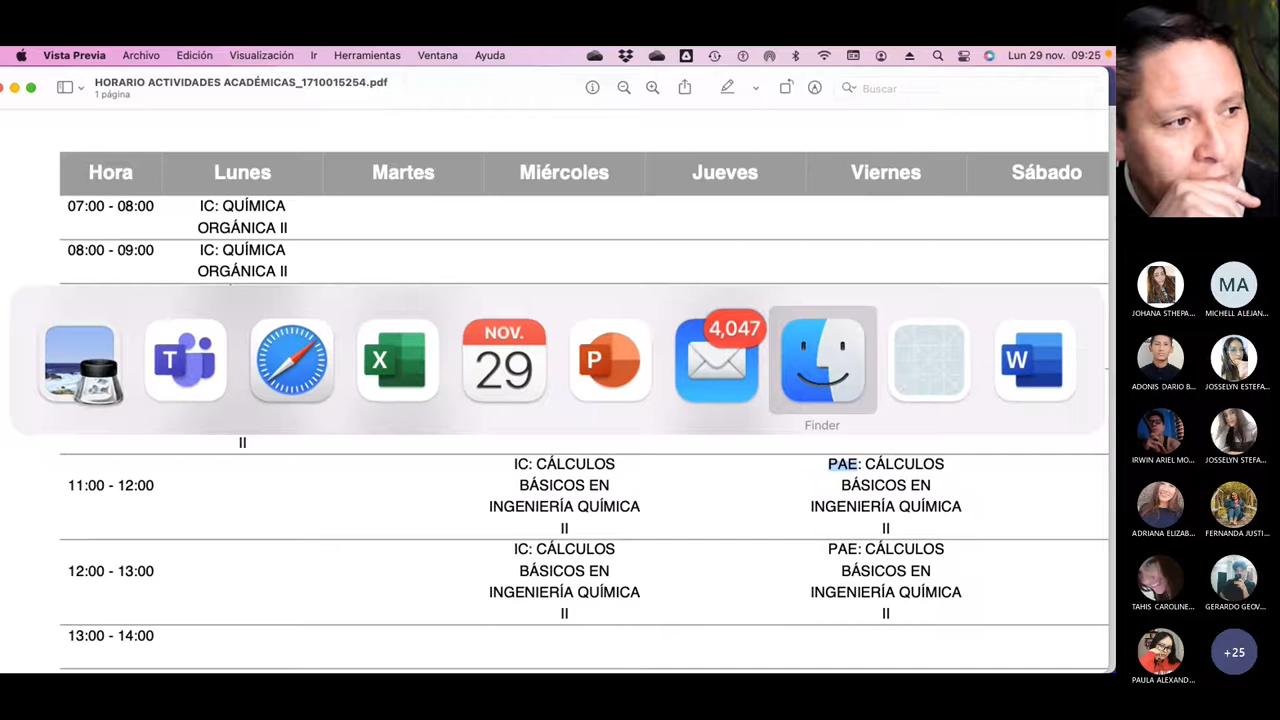 Vista Previa Archivo Edición Visualización Ir Herramientas Ventana Ayuda Lun 29 nov. 09:25
HORARIO ACTIVIDADES ACADÉMICAS_1710015254.pdf
1 página
Buscar
Hora Lunes Martes Miércoles Jueves Viernes Sábado
07:00 - 08:00 IC: QUÍMICA
ORGÁNICA II
08:00 - 09:00 IC: QUÍMICA
ORGÁNICA II
T
X
NOV.
29
P
4,047
W
Finder
II
11:00 - 12:00
IC: CÁLCULOS
BÁSICOS EN
INGENIERÍA QUÍMICA
II
PAE: CÁLCULOS
BÁSICOS EN
INGENIERÍA QUÍMICA
II
12:00 - 13:00
IC: CÁLCULOS
BÁSICOS EN
INGENIERÍA QUÍMICA
II
PAE: CÁLCULOS
BÁSICOS EN
INGENIERÍA QUÍMICA
II
13:00 - 14:00
MA
JOHANA STHEPA... MICHELL ALEJAN...
ADONIS DARIO B... JOSSELYN ESTEFA...
IRWIN ARIEL MO... JOSSELYN STEFA...
ADRIANA ELIZAB... FERNANDA JUSTI...
TAHIS CAROLINE... GERARDO GEOV...
+25
PAULA ALEXAND...